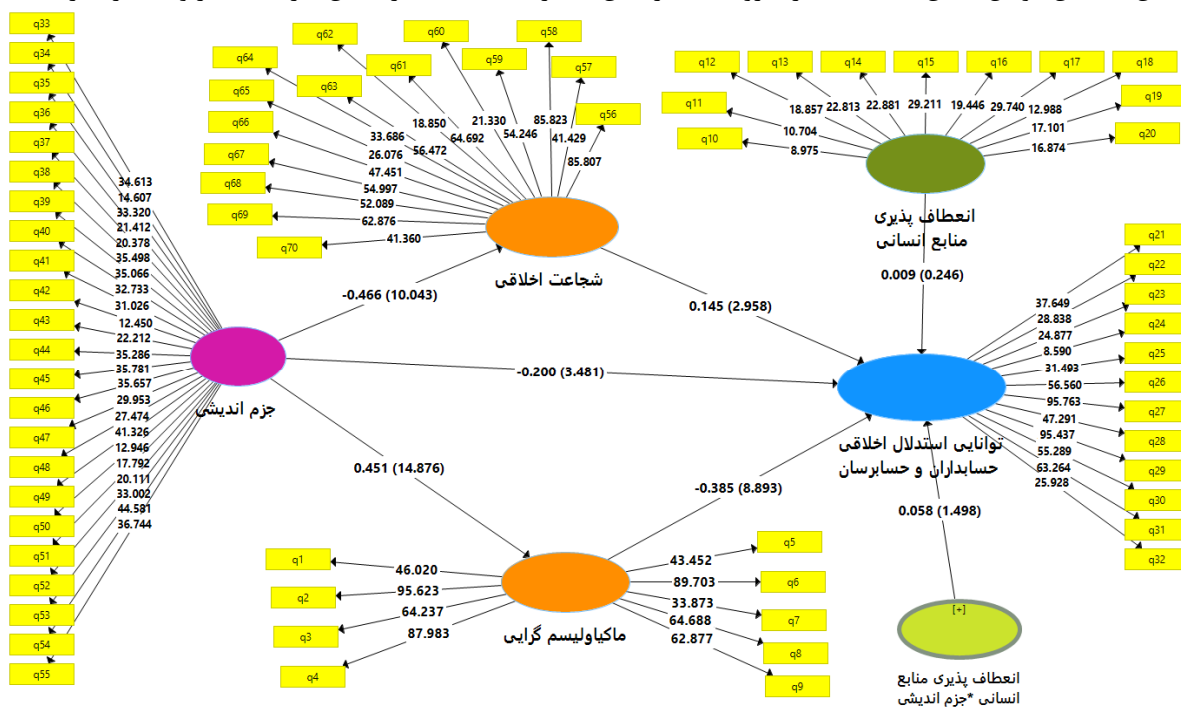 q33
q34
q35
q36
q37
q38
q39
q40
q41
q42
q43
q44
q45
q46
q47
q48
q49
q50
q51
q52
q53
q54
q55
34.613
14.607
33.320
21.412
20.378
35.498
35.066
32.733
31.026
12.450
22.212
35.286
35.781
35.657
29.953
27.474
41.326
12.946
17.792
20.111
33.002
44.581
36.744
جزم اندیشی
q64
q62
q60
q58
q65
q63
q61
q59
q57
q66
q56
q67
q68
q69
q70
33.686
18.850
21.330
85.823
26.076
56.472
64.692
54.246
41.429
47.451
85.807
54.997
52.089
62.876
41.360
شجاعت اخلاقی
q12
q13
q14
q15
q16
q17
q18
q11
q19
q10
q20
18.857
22.813
22.881
29.211
19.446
29.740
12.988
10.704
17.101
8.975
16.874
انعطاف پذیری
منابع انسانی
-0.466 (10.043)
0.145 (2.958)
0.009 (0.246)
-0.200 (3.481)
0.451 (14.876)
-0.385 (8.893)
0.058 (1.498)
q21
q22
q23
q24
q25
q26
q27
q28
q29
q30
q31
q32
37.649
28.838
24.877
8.590
31.493
56.560
95.763
47.291
95.437
55.289
63.264
25.928
توانایی استدلال اخلاقی
حسابداران و حسابرسان
q1
q2
q3
q4
46.020
95.623
64.237
87.983
q5
q6
q7
q8
q9
43.452
89.703
33.873
64.688
62.877
ماکیاولیسم گرایی
[+]
انعطاف پذیری منابع
انسانی *جزم اندیشی